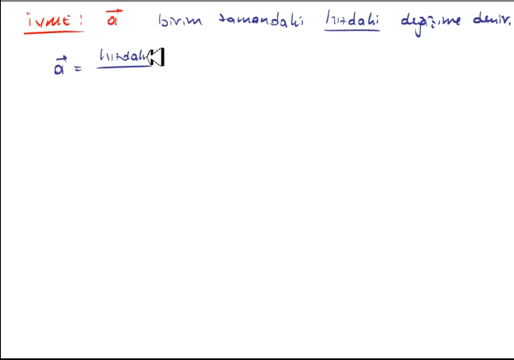 İvme: a⃗ birim zamandaki hızdaki değişime denir.
a⃗ = hızdaki